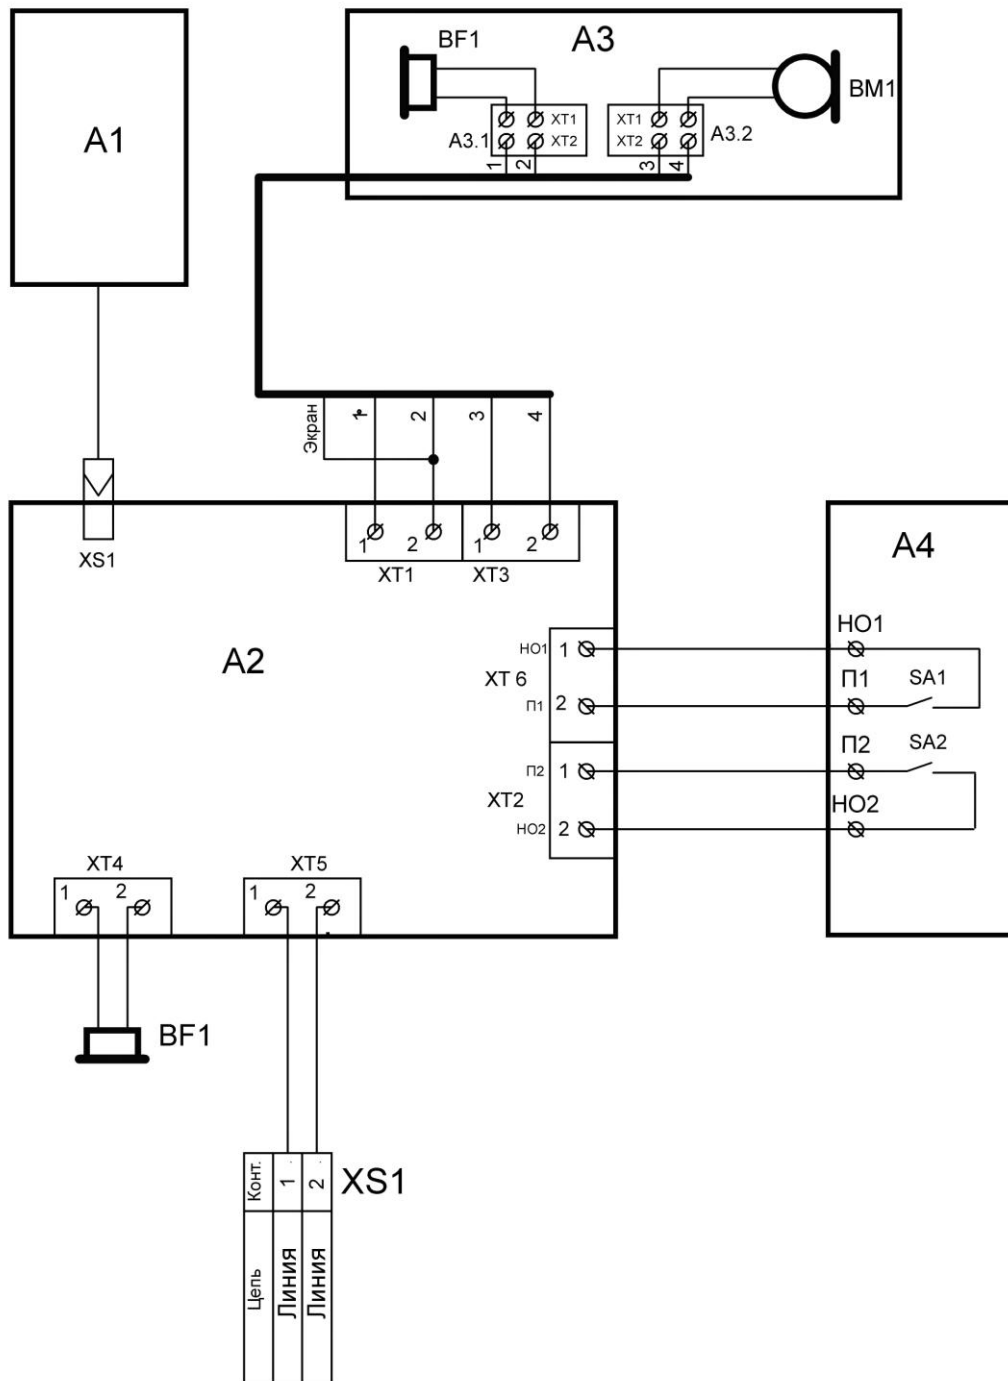 A1
A3
BF1
BM1
XT1
XT2
A3.1
XT1
XT2
A3.2
1
2
3
4
Экран
1
2
3
4
XS1
1
2
1
2
XT1
XT3
A2
HO1
1
XT 6
П1
2
П2
1
XT2
HO2
2
A4
HO1
П1
SA1
П2
SA2
HO2
XT4
1
2
XT5
1
2
BF1
Конт.
1
2
XS1
Цепь
Линия
Линия